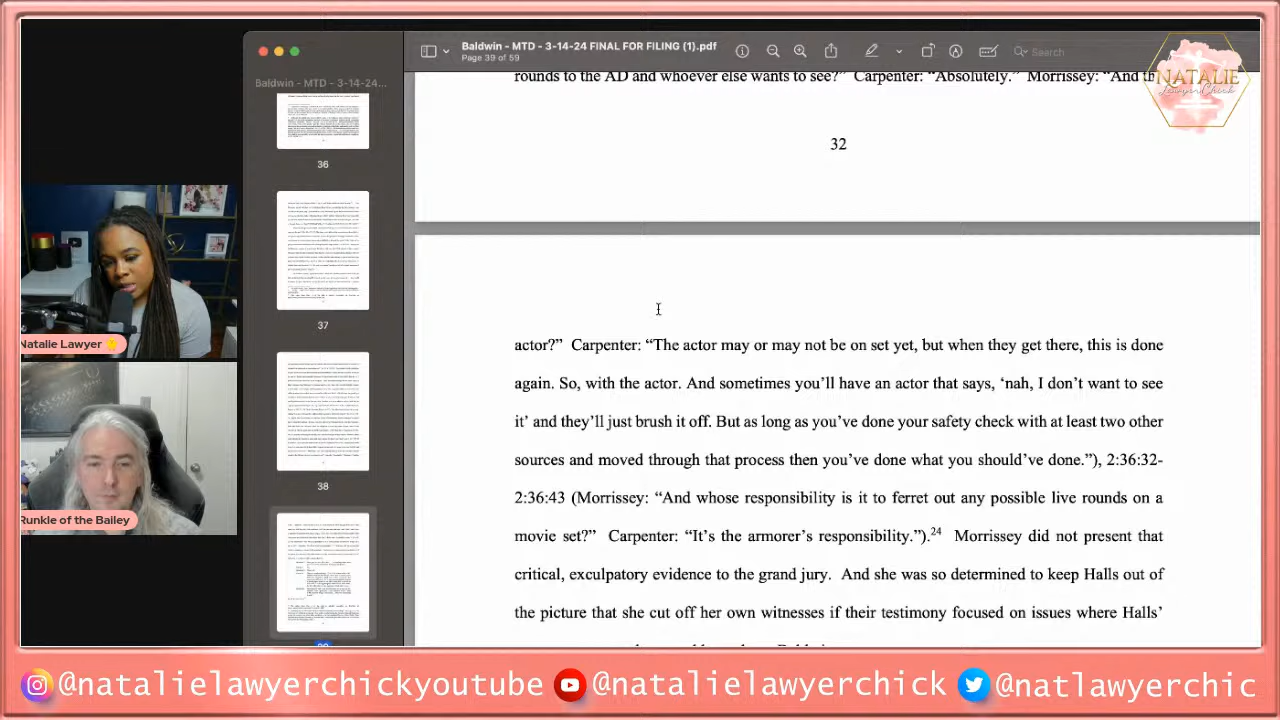 Baldwin - MTD - 3-14-24 FINAL FOR FILING (1).pdf
Page 39 of 59
Search
Baldwin - MTD - 3-14-24...
NATALIE
LawyerChick
36
37
38
Natalie Lawyer
Runkle of the Bailey
rounds to the AD and whoever else wants to see?” Carpenter: “Absolutely.” Morrissey: “And the
32
actor?” Carpenter: “The actor may or may not be on set yet, but when they get there, this is done
again. So, with the actor. And sometimes you’ll have an actor that says, ‘nah I don’t want to see
it’ and they’ll just brush it off. But as long as you’ve done your safety check with at least two other
sources and moved through that process then you’ve done what you should’ve done.”), 2:36:32-
2:36:43 (Morrissey: “And whose responsibility is it to ferret out any possible live rounds on a
movie set?” Carpenter: “It’s the armorer’s responsibility.”).24 Morrissey did not present that
critical, exculpatory evidence to the grand jury. And she was so determined to keep Halls out of
the picture that she cut off her own witnesses if their testimony focused on issues where Halls’
@natalielawyerchickyoutube
@natalielawyerchick
@natlawyerchic